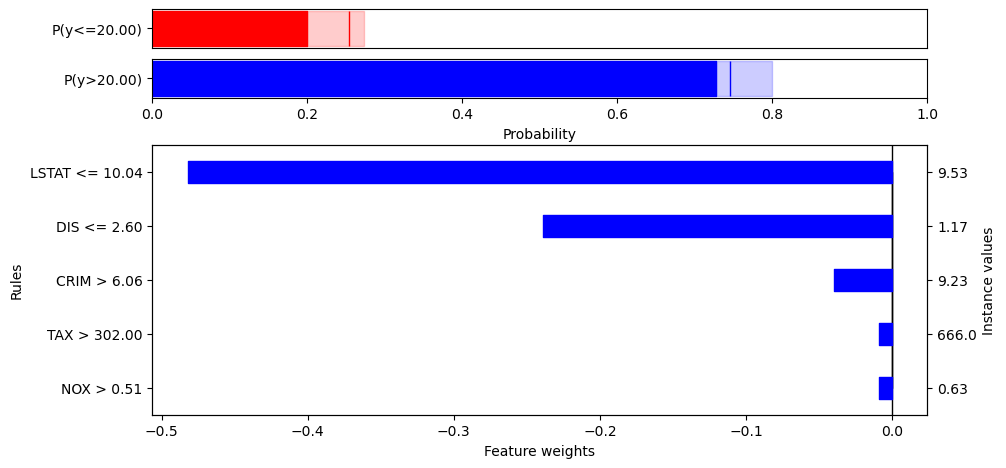 P(y<=20.00)
P(y>20.00)
0.0 0.2 0.4 0.6 0.8 1.0
Probability
LSTAT <= 10.04 9.53
DIS <= 2.60 1.17
CRIM > 6.06 9.23
TAX > 302.00 666.0
NOX > 0.51 0.63
Rules
Instance values
−0.5 −0.4 −0.3 −0.2 −0.1 0.0
Feature weights